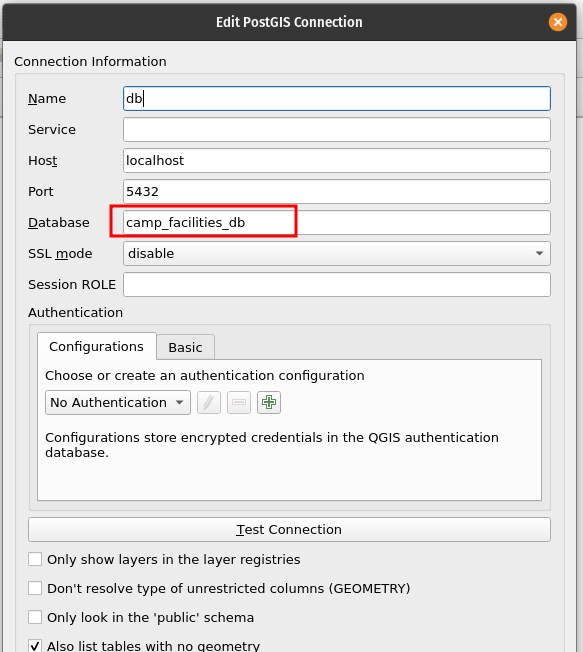 Edit PostGIS Connection
Connection Information
Name db
Service
Host localhost
Port 5432
Database camp_facilities_db
SSL mode disable
Session ROLE
Authentication
Configurations Basic
Choose or create an authentication configuration
No Authentication
Configurations store encrypted credentials in the QGIS authentication
database.
Test Connection
Only show layers in the layer registries
Don't resolve type of unrestricted columns (GEOMETRY)
Only look in the 'public' schema
Also list tables with no geometry